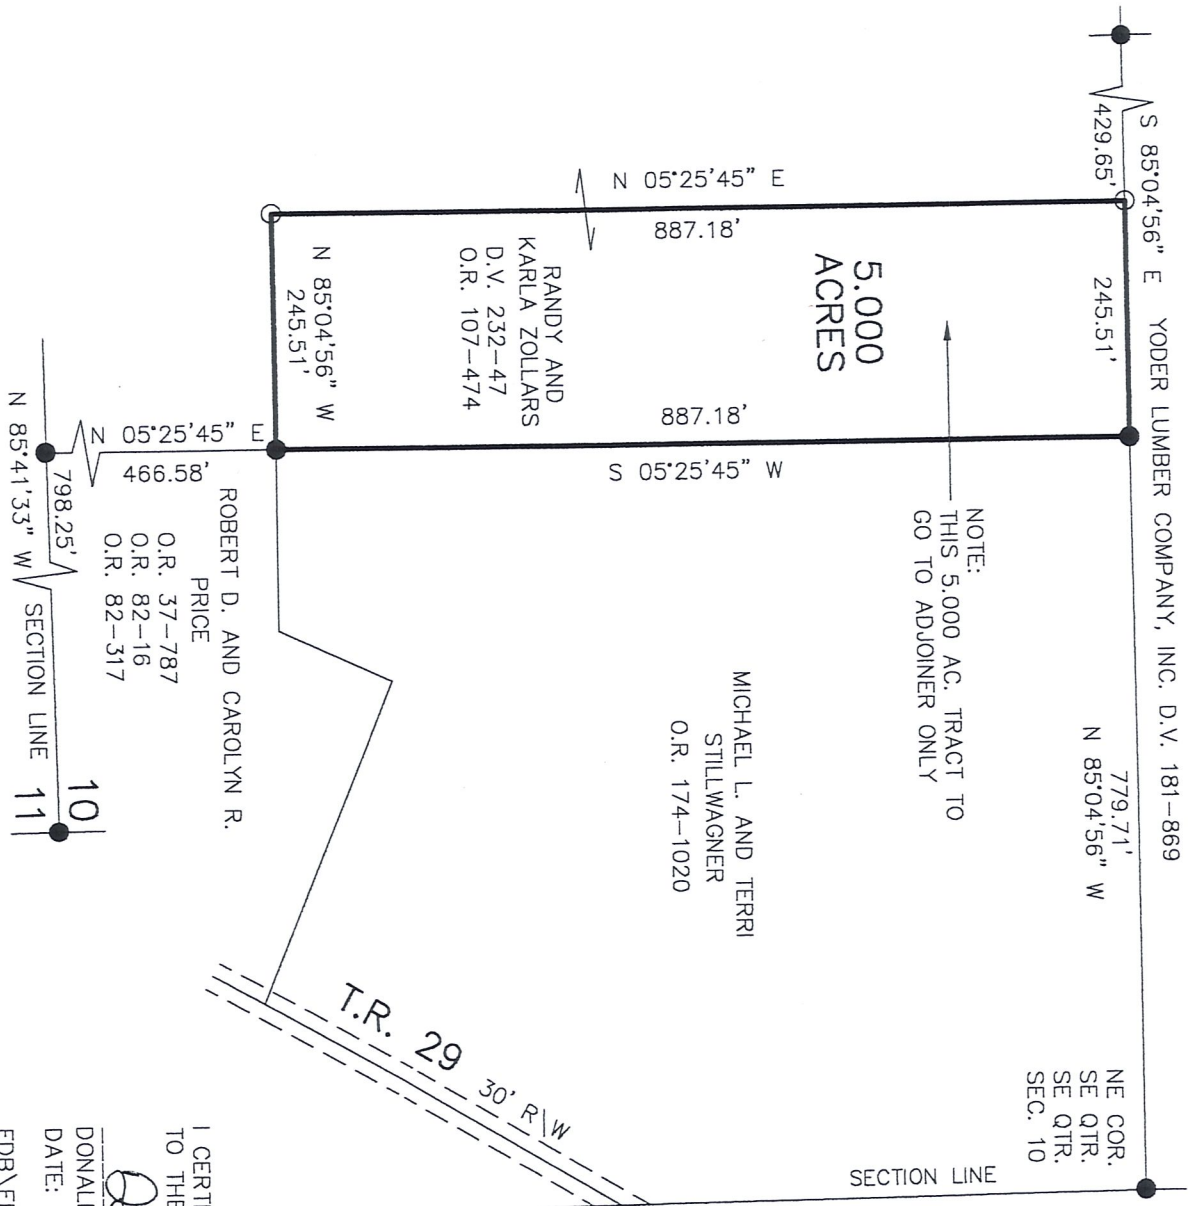 S 85°04'56" E   YODER LUMBER COMPANY, INC. D.V. 181-869
429.65'
245.51'
779.71'
N 85°04'56" W
NE COR.
SE QTR.
SE QTR.
SEC. 10
N 05°25'45" E
887.18'
5.000
ACRES
NOTE:
THIS 5.000 AC. TRACT TO
GO TO ADJOINER ONLY
RANDY AND
KARLA ZOLLARS
D.V. 232-47
O.R. 107-474
887.18'
S 05°25'45" W
MICHAEL L. AND TERRI
STILLWAGNER
O.R. 174-1020
SECTION LINE
N 85°04'56" W
245.51'
N 05°25'45" E
466.58'
ROBERT D. AND CAROLYN R.
PRICE
O.R. 37-787
O.R. 82-16
O.R. 82-317
T.R. 29
30' R\W
798.25'
N 85°41'33" W   SECTION LINE
10
11
I CERTI
TO THE
DONAL
DATE: